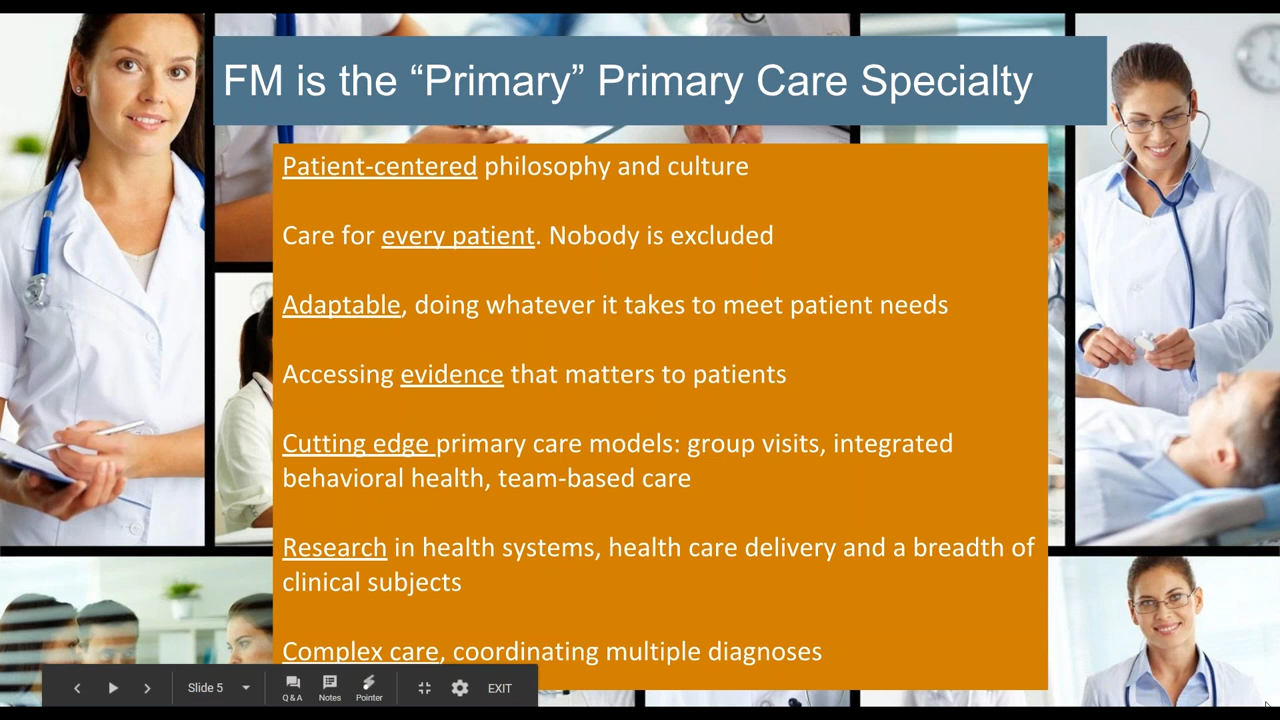 FM is the “Primary” Primary Care Specialty
Patient-centered philosophy and culture
Care for every patient. Nobody is excluded
Adaptable, doing whatever it takes to meet patient needs
Accessing evidence that matters to patients
Cutting edge primary care models: group visits, integrated
behavioral health, team-based care
Research in health systems, health care delivery and a breadth of
clinical subjects
Complex care, coordinating multiple diagnoses
Slide 5
Q & A
Notes
Pointer
EXIT